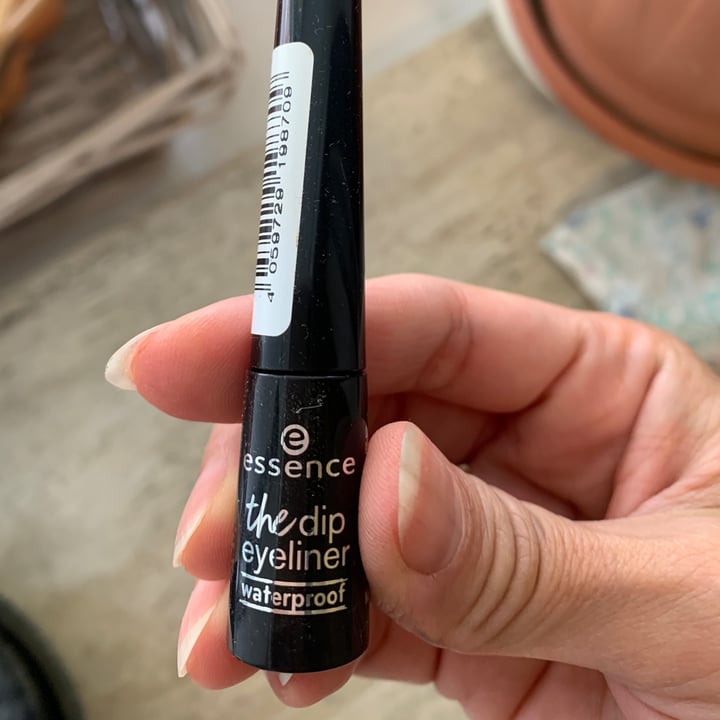 4 059729 198709
e
essence
the dip
eyeliner
waterproof